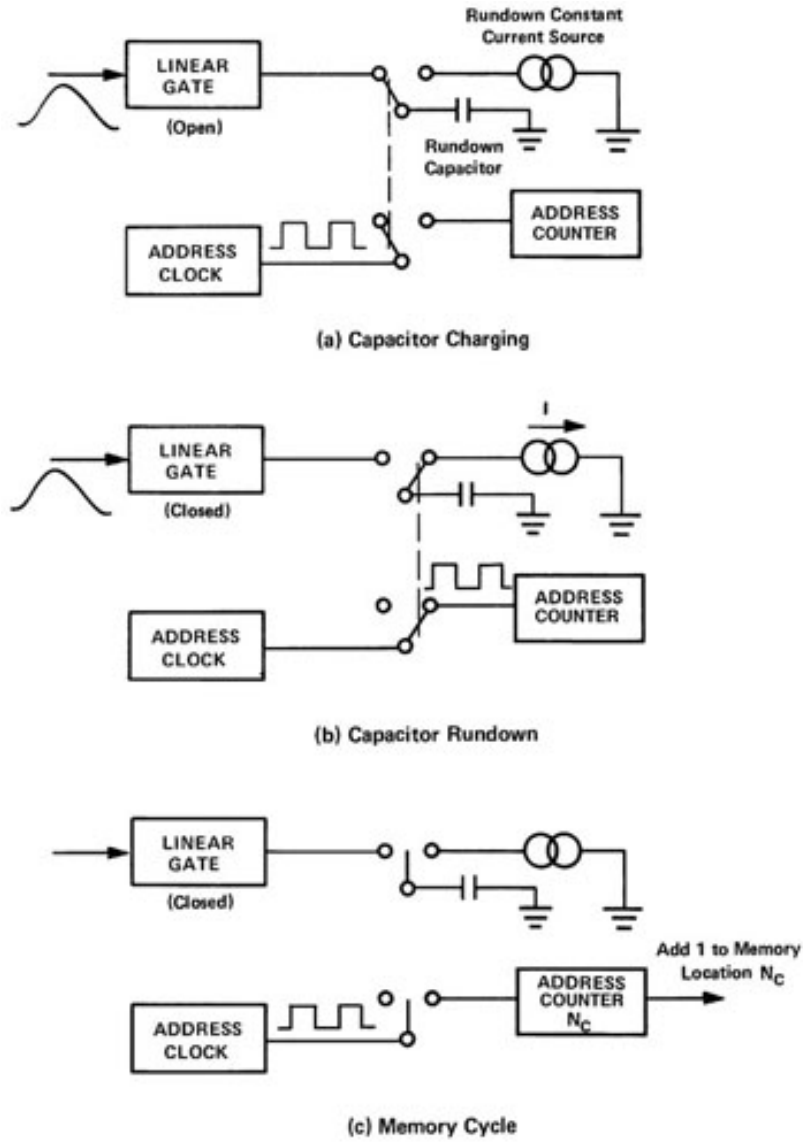 Rundown Constant
Current Source
LINEAR
GATE
(Open)
Rundown
Capacitor
ADDRESS
CLOCK
ADDRESS
COUNTER
(a) Capacitor Charging
I
LINEAR
GATE
(Closed)
ADDRESS
CLOCK
ADDRESS
COUNTER
(b) Capacitor Rundown
LINEAR
GATE
(Closed)
Add 1 to Memory
Location NC
ADDRESS
CLOCK
ADDRESS
COUNTER
NC
(c) Memory Cycle